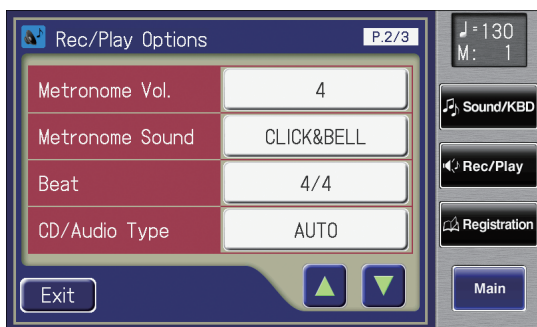 Rec/Play Options
P.2/3
Metronome Vol.
4
Metronome Sound
CLICK&BELL
Beat
4/4
CD/Audio Type
AUTO
Exit
♩=130
M: 1
Sound/KBD
Rec/Play
Registration
Main